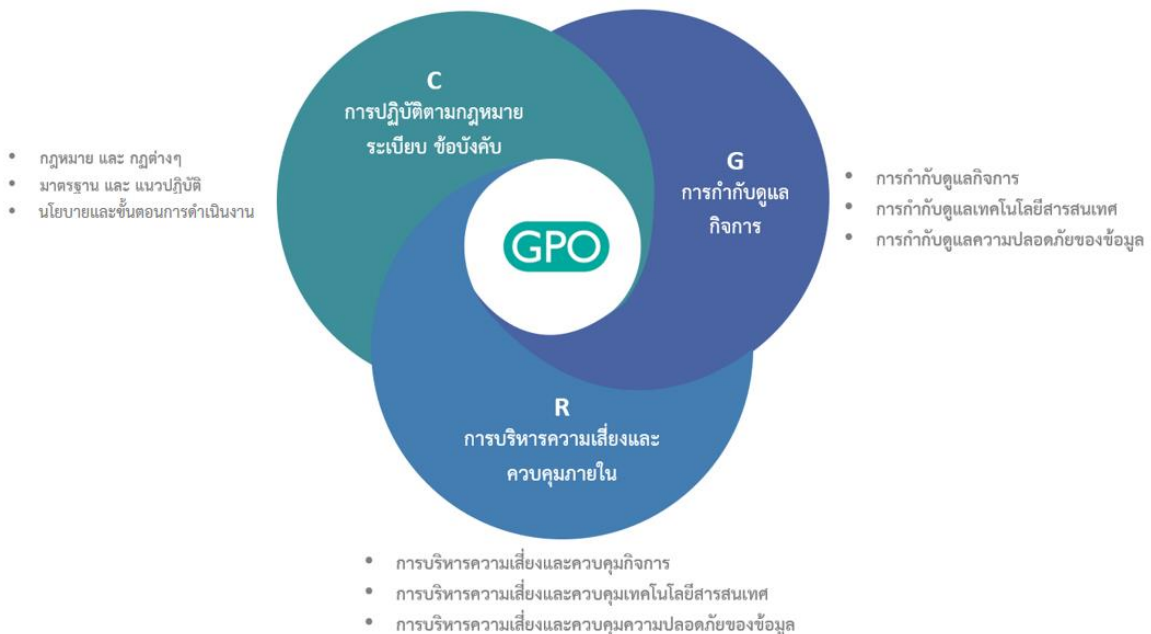 C
การปฏิบัติตามกฎหมาย
ระเบียบ ข้อบังคับ
• กฎหมาย และ กฏต่างๆ
• มาตรฐาน และ แนวปฏิบัติ
• นโยบายและขั้นตอนการดำเนินงาน
G
การกำกับดูแล
กิจการ
• การกำกับดูแลกิจการ
• การกำกับดูแลเทคโนโลยีสารสนเทศ
• การกำกับดูแลความปลอดภัยของข้อมูล
GPO
R
การบริหารความเสี่ยงและ
ควบคุมภายใน
• การบริหารความเสี่ยงและควบคุมกิจการ
• การบริหารความเสี่ยงและควบคุมเทคโนโลยีสารสนเทศ
• การบริหารความเสี่ยงและควบคุมความปลอดภัยของข้อมูล